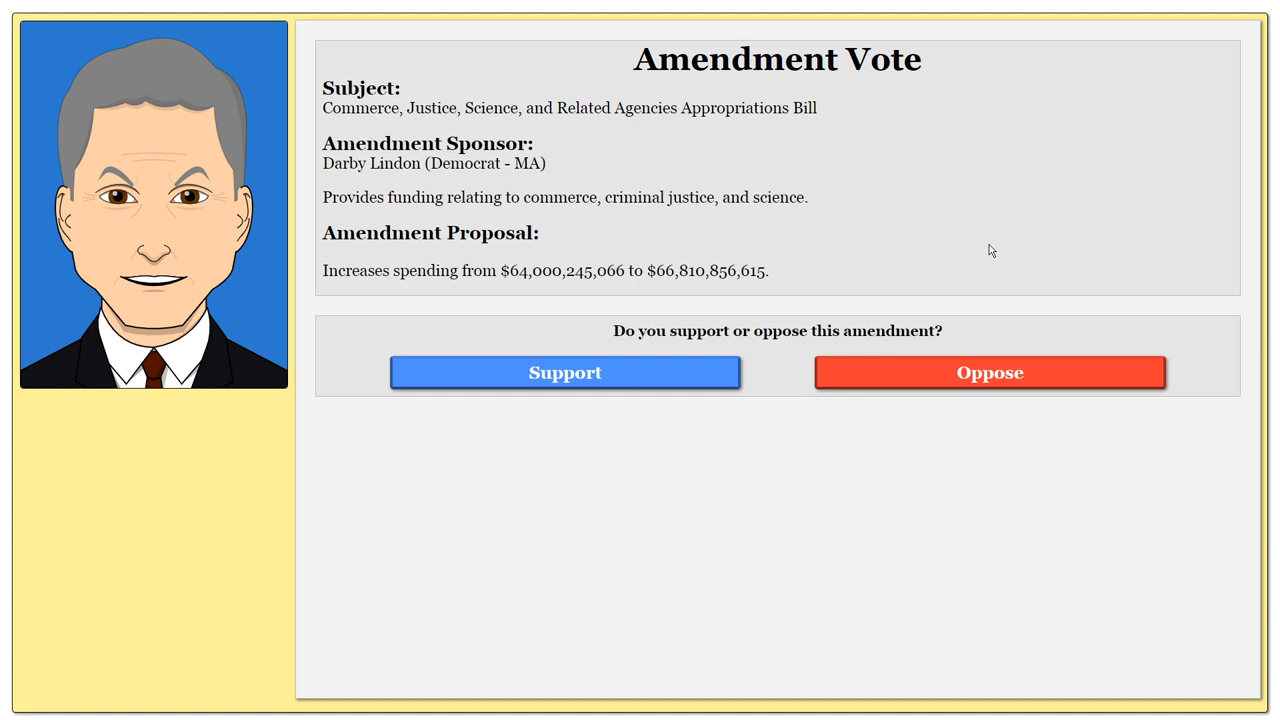 Amendment Vote
Subject:
Commerce, Justice, Science, and Related Agencies Appropriations Bill
Amendment Sponsor:
Darby Lindon (Democrat - MA)
Provides funding relating to commerce, criminal justice, and science.
Amendment Proposal:
Increases spending from $64,000,245,066 to $66,810,856,615.
Do you support or oppose this amendment?
Support
Oppose